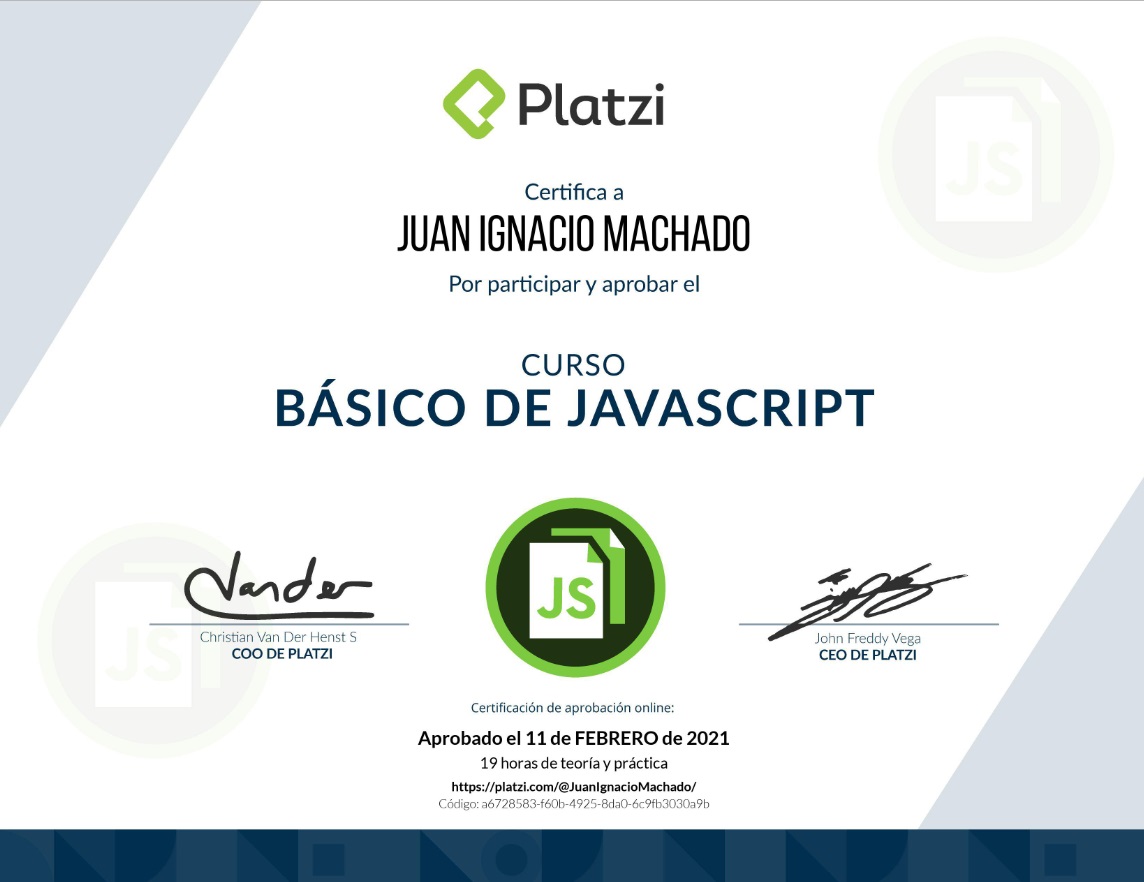 Platzi
JS
Certifica a
JUAN IGNACIO MACHADO
Por participar y aprobar el
CURSO
BÁSICO DE JAVASCRIPT
Vander
JS
JS
Christian Van Der Henst S
COO DE PLATZI
John Freddy Vega
CEO DE PLATZI
Certificación de aprobación online:
Aprobado el 11 de FEBRERO de 2021
19 horas de teoría y práctica
https://platzi.com/@JuanIgnacioMachado/
Código: a6728583-f60b-4925-8da0-6c9fb3030a9b